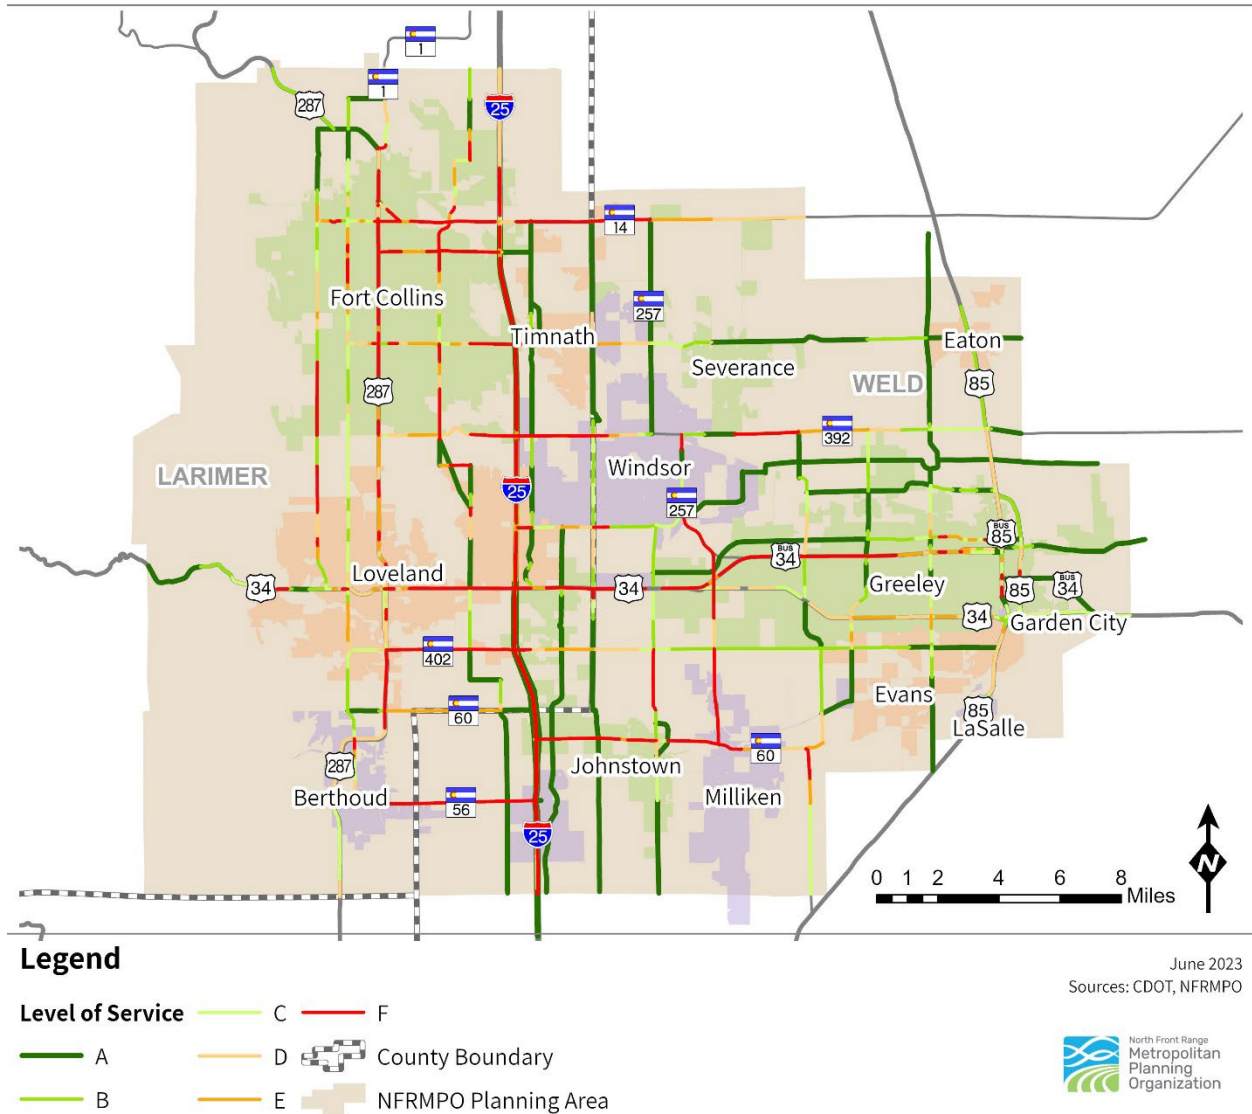 1
1
287
25
14
257
Fort Collins
Timnath
Eaton
Severance
85
WELD
287
392
LARIMER
Windsor
25
257
BUS
85
BUS
34
Loveland
34
34
Greeley
85
BUS
34
34
Garden City
402
Evans
60
85
LaSalle
60
287
Johnstown
Berthoud
56
Milliken
25
N
0 1 2 4 6 8
Miles
Legend
June 2023
Sources: CDOT, NFRMPO
Level of Service
C
F
A
D
County Boundary
B
E
NFRMPO Planning Area
North Front Range
Metropolitan
Planning
Organization